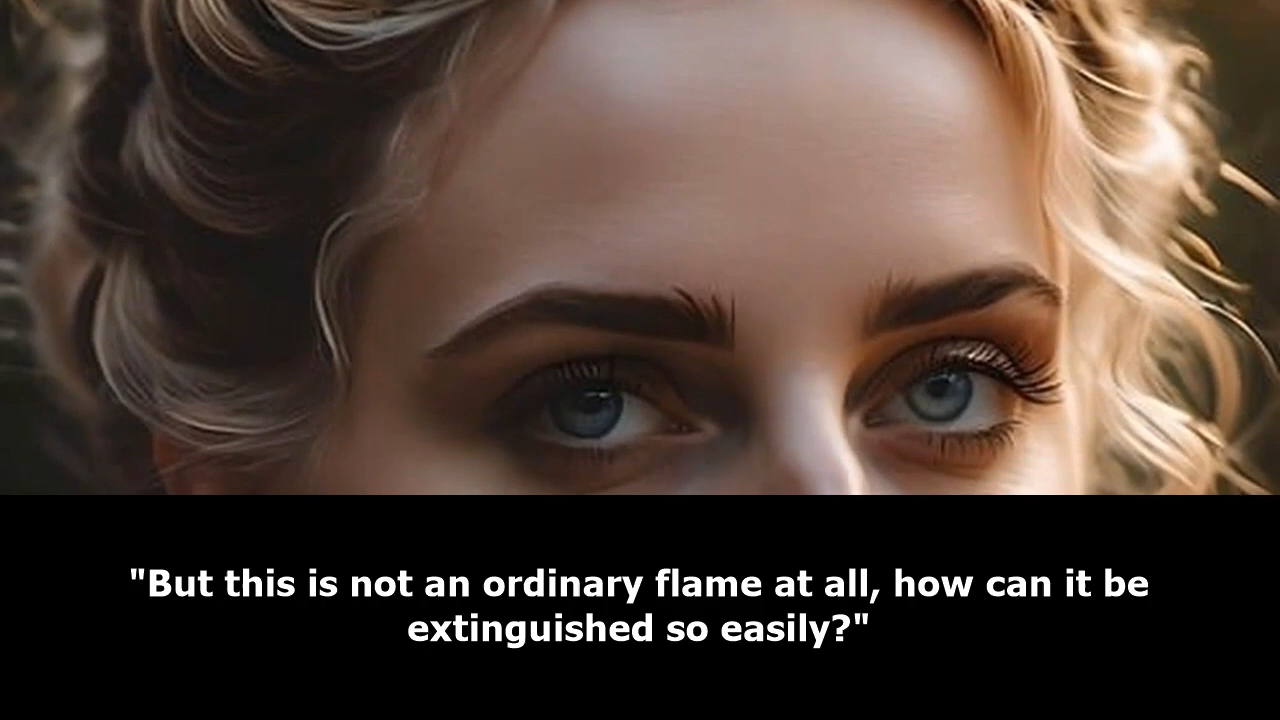 "But this is not an ordinary flame at all, how can it be
extinguished so easily?"